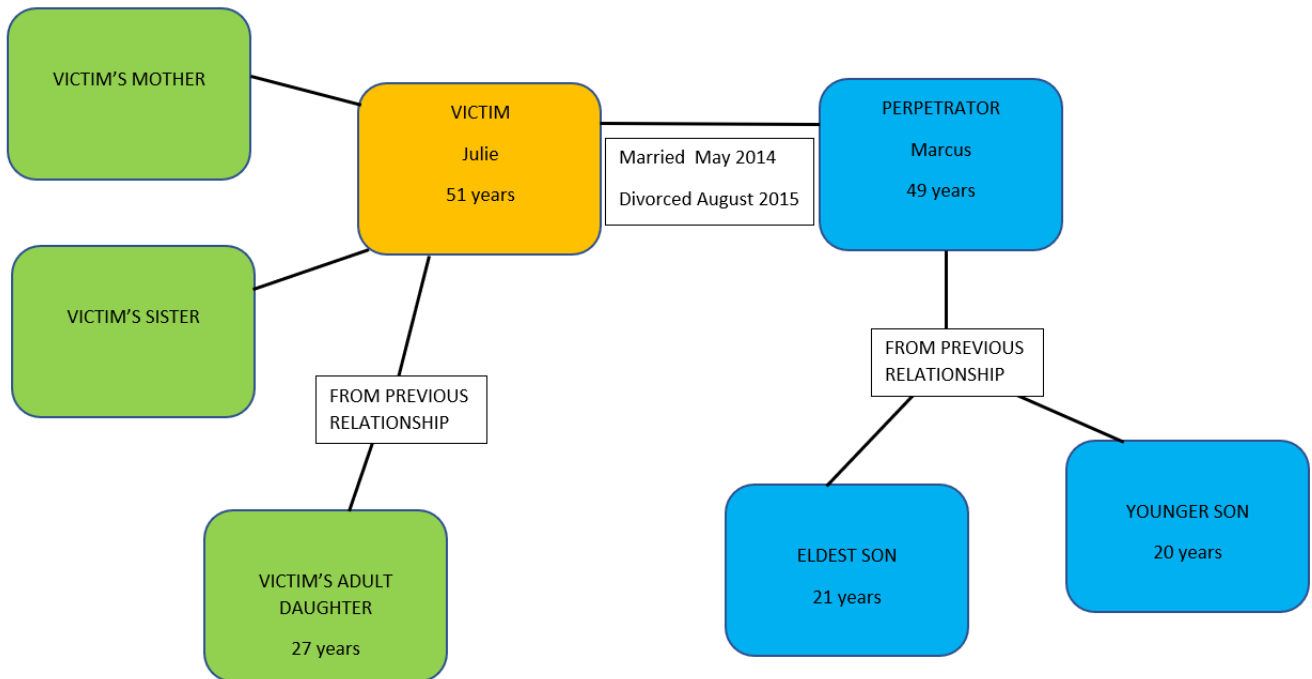 VICTIM'S MOTHER
VICTIM
Julie
51 years
PERPETRATOR
Marcus
49 years
Married  May 2014
Divorced August 2015
VICTIM'S SISTER
FROM PREVIOUS
RELATIONSHIP
FROM PREVIOUS
RELATIONSHIP
VICTIM'S ADULT
DAUGHTER
27 years
ELDEST SON
21 years
YOUNGER SON
20 years